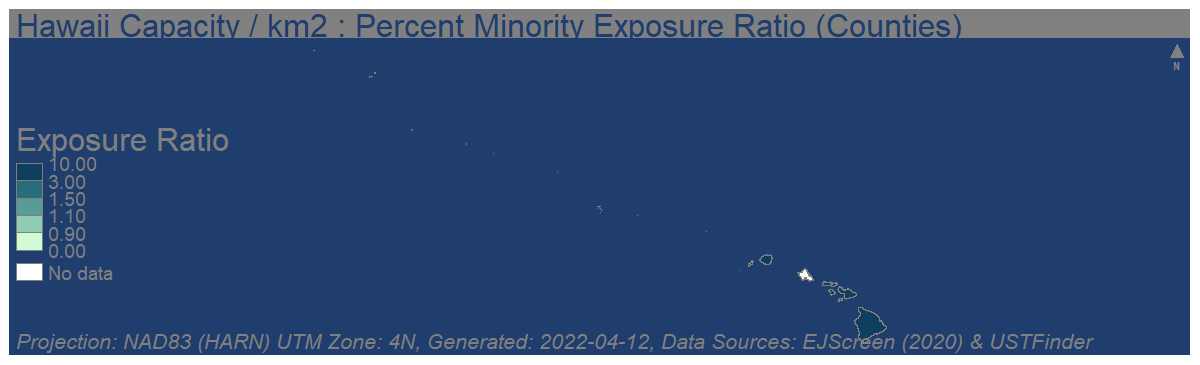 Hawaii Capacity / km2 : Percent Minority Exposure Ratio (Counties)
N
Exposure Ratio
10.00
3.00
1.50
1.10
0.90
0.00
No data
Projection: NAD83 (HARN) UTM Zone: 4N, Generated: 2022-04-12, Data Sources: EJScreen (2020) & USTFinder